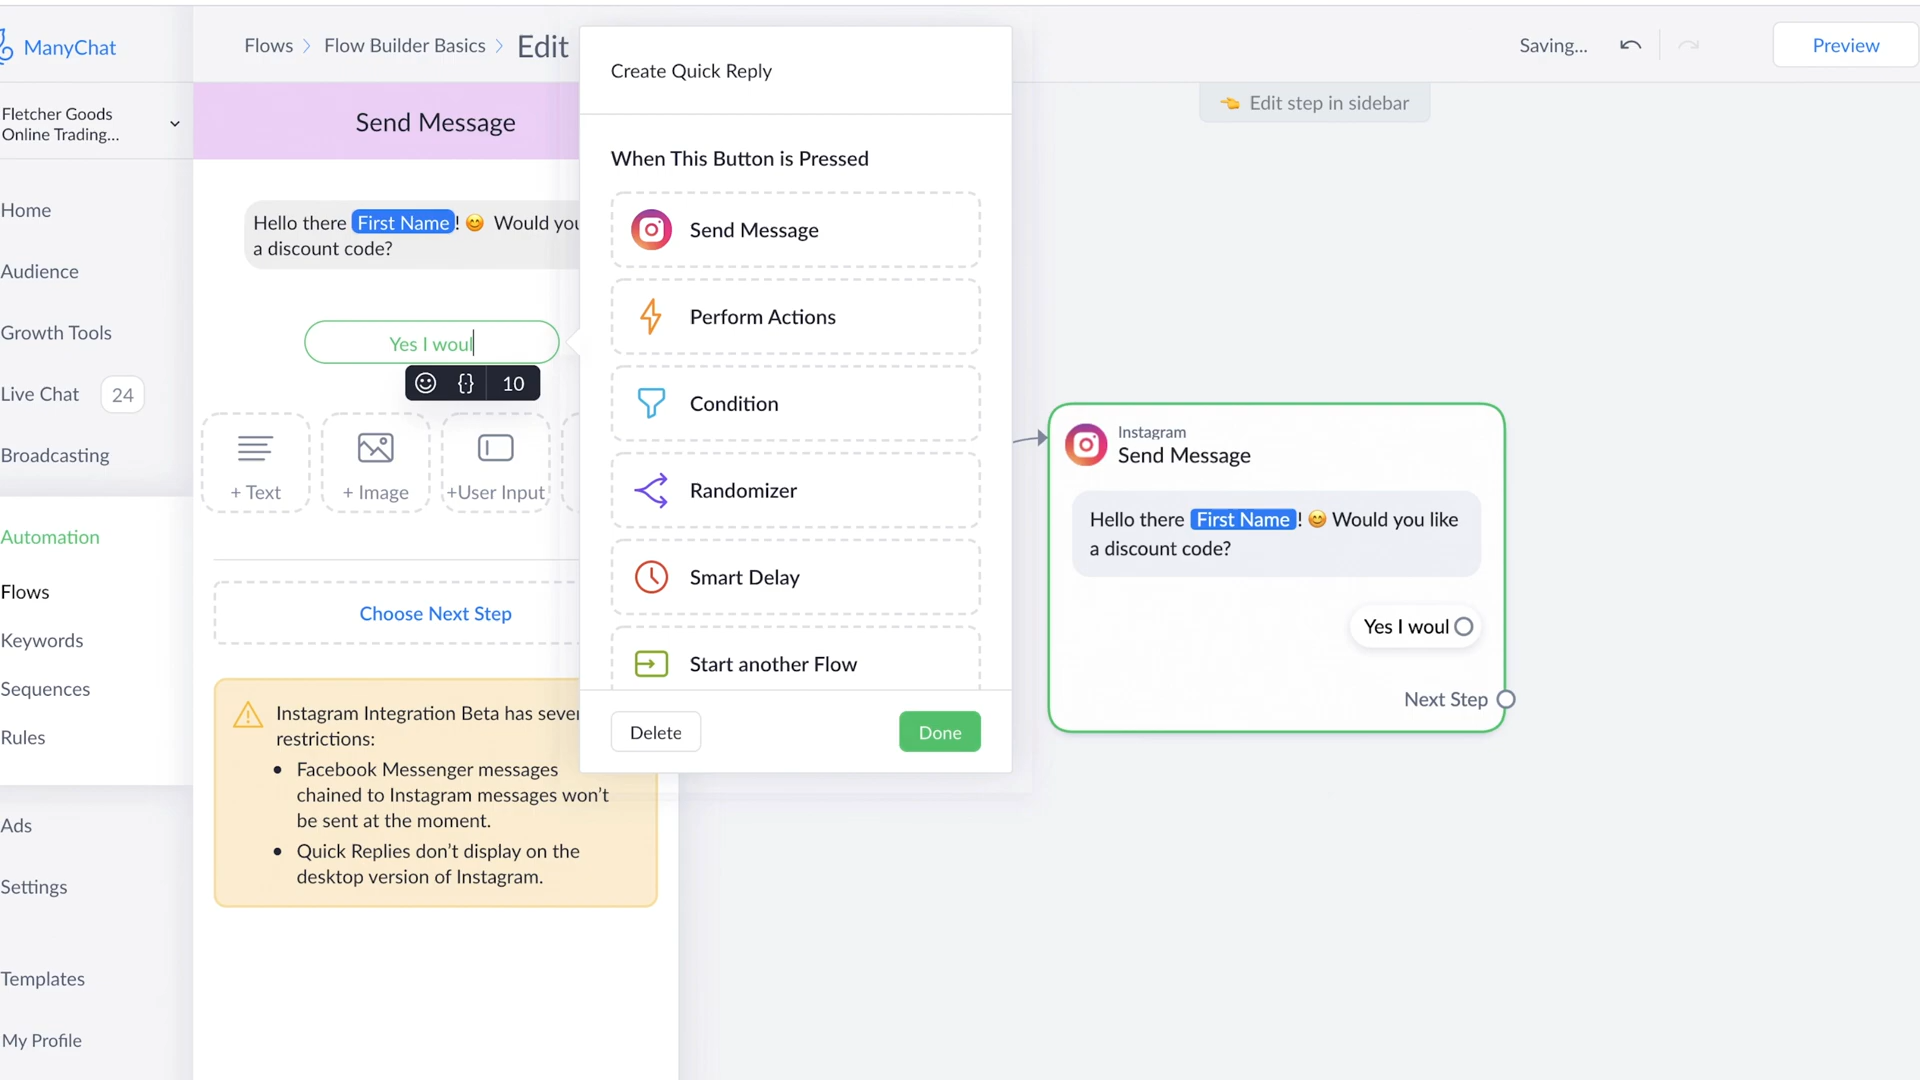 ManyChat
Flows > Flow Builder Basics > Edit
Saving...
Preview
Fletcher Goods
Online Trading...
Home
Audience
Growth Tools
Live Chat 24
Broadcasting
Automation
Flows
Keywords
Sequences
Rules
Ads
Settings
Templates
My Profile
Send Message
Hello there First Name! 😊 Would you
a discount code?
Yes I woul
{·} 10
+ Text
+ Image
+User Input
Choose Next Step
Instagram Integration Beta has
restrictions:
• Facebook Messenger messages
chained to Instagram messages won't
be sent at the moment.
• Quick Replies don't display on the
desktop version of Instagram.
Create Quick Reply
When This Button is Pressed
Send Message
Perform Actions
Condition
Randomizer
Smart Delay
Start another Flow
Delete
Done
👈 Edit step in sidebar
Instagram
Send Message
Hello there First Name! 😊 Would you like
a discount code?
Yes I woul
Next Step